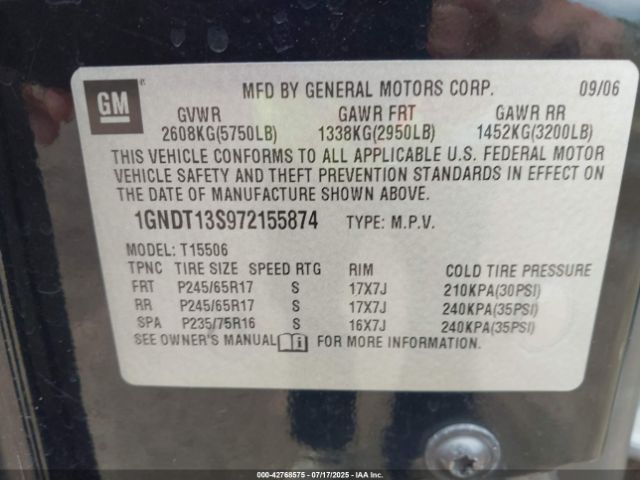 GM
MFD BY GENERAL MOTORS CORP. 09/06
GVWR GAWR FRT GAWR RR
2608KG(5750LB) 1338KG(2950LB) 1452KG(3200LB)
THIS VEHICLE CONFORMS TO ALL APPLICABLE U.S. FEDERAL MOTOR
VEHICLE SAFETY AND THEFT PREVENTION STANDARDS IN EFFECT ON
THE DATE OF MANUFACTURE SHOWN ABOVE.
1GNDT13S972155874 TYPE: M.P.V.
MODEL: T15506
TPNC TIRE SIZE SPEED RTG RIM COLD TIRE PRESSURE
FRT P245/65R17 S 17X7J 210KPA(30PSI)
RR P245/65R17 S 17X7J 240KPA(35PSI)
SPA P235/75R16 S 16X7J 240KPA(35PSI)
SEE OWNER'S MANUAL FOR MORE INFORMATION.
000-42768575 - 07/17/2025 - IAA Inc.